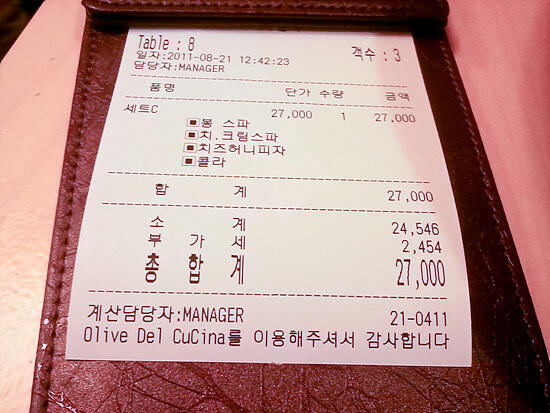 Table : 8 객수 : 3
일자:2011-08-21 12:42:23
담당자:MANAGER
품명 단가 수량 금액
세트C 27,000 1 27,000
▣봉 스파
▣치.크림스파
▣치즈허니피자
▣콜라
합 계 27,000
소 계 24,546
부 가 세 2,454
총 합 계 27,000
계산담당자:MANAGER 21-0411
Olive Del CuCina를 이용해주셔서 감사합니다